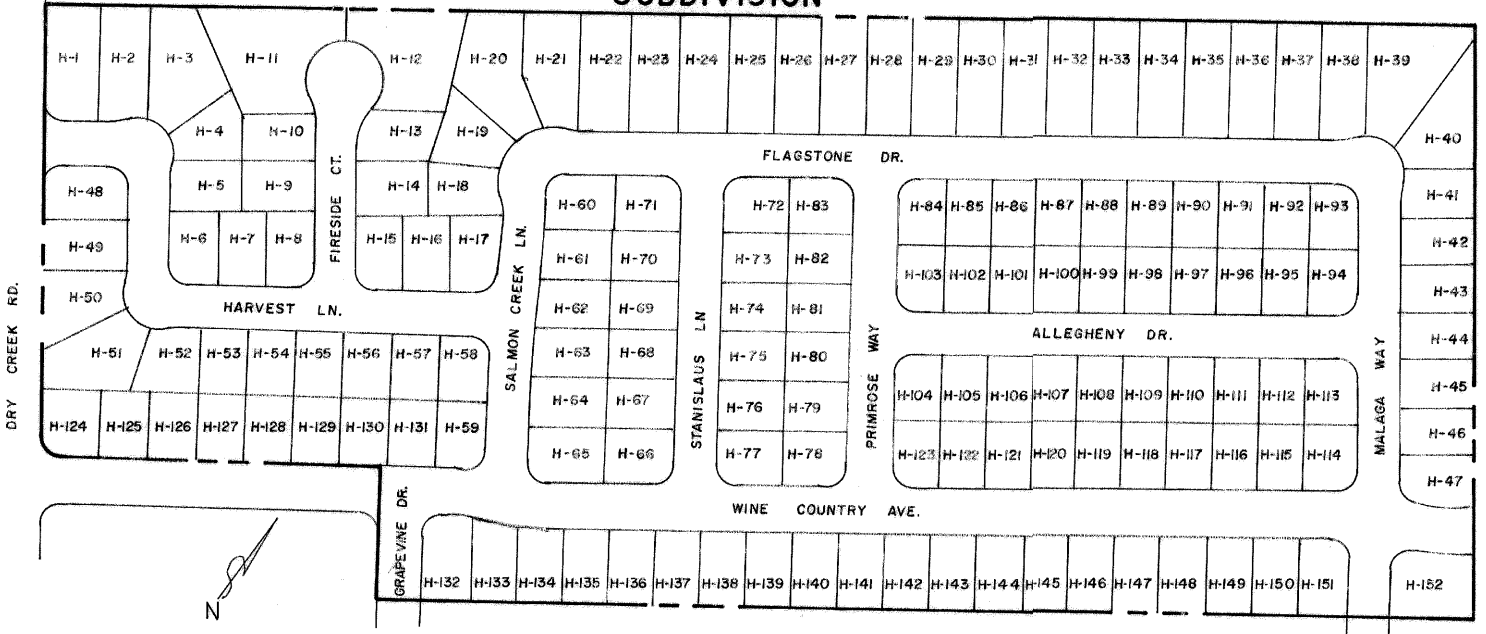 SUBDIVISION
H-1 H-2 H-3 H-11 H-12 H-20 H-21 H-22 H-23 H-24 H-25 H-26 H-27 H-28 H-29 H-30 H-31 H-32 H-33 H-34 H-35 H-36 H-37 H-38 H-39
H-4 H-10 H-13 H-19 H-40
FLAGSTONE DR.
H-48 H-5 H-9 H-14 H-18 H-41
FIRESIDE CT.
H-60 H-71 H-72 H-83 H-84 H-85 H-86 H-87 H-88 H-89 H-90 H-91 H-92 H-93
H-49 H-6 H-7 H-8 H-15 H-16 H-17 H-42
H-61 H-70 H-73 H-82 H-103 H-102 H-101 H-100 H-99 H-98 H-97 H-96 H-95 H-94
H-50 H-43
HARVEST LN.
H-62 H-69 H-74 H-81
ALLEGHENY DR.
DRY CREEK RD.
SALMON CREEK LN.
STANISLAUS LN
PRIMROSE WAY
MALAGA WAY
H-44
H-51 H-52 H-53 H-54 H-55 H-56 H-57 H-58 H-63 H-68 H-75 H-80
H-45
H-64 H-67 H-76 H-79 H-104 H-105 H-106 H-107 H-108 H-109 H-110 H-111 H-112 H-113
H-124 H-125 H-126 H-127 H-128 H-129 H-130 H-131 H-59 H-46
H-65 H-66 H-77 H-78 H-123 H-122 H-121 H-120 H-119 H-118 H-117 H-116 H-115 H-114
H-47
WINE COUNTRY AVE.
GRAPEVINE DR.
H-132 H-133 H-134 H-135 H-136 H-137 H-138 H-139 H-140 H-141 H-142 H-143 H-144 H-145 H-146 H-147 H-148 H-149 H-150 H-151 H-152
N